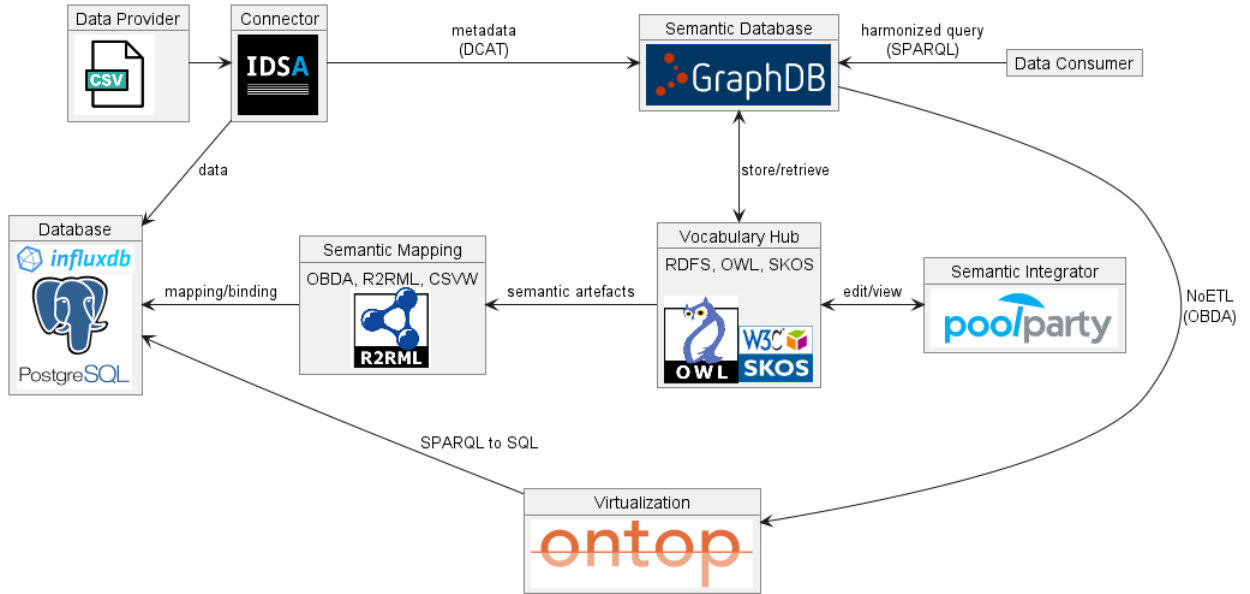 Data Provider
CSV
Connector
IDSA
metadata
(DCAT)
Semantic Database
GraphDB
harmonized query
(SPARQL)
Data Consumer
data
store/retrieve
Database
influxdb
PostgreSQL
mapping/binding
Semantic Mapping
OBDA, R2RML, CSVW
R2RML
semantic artefacts
Vocabulary Hub
RDFS, OWL, SKOS
OWL
W3C
SKOS
edit/view
Semantic Integrator
poolparty
NoETL
(OBDA)
SPARQL to SQL
Virtualization
ontop